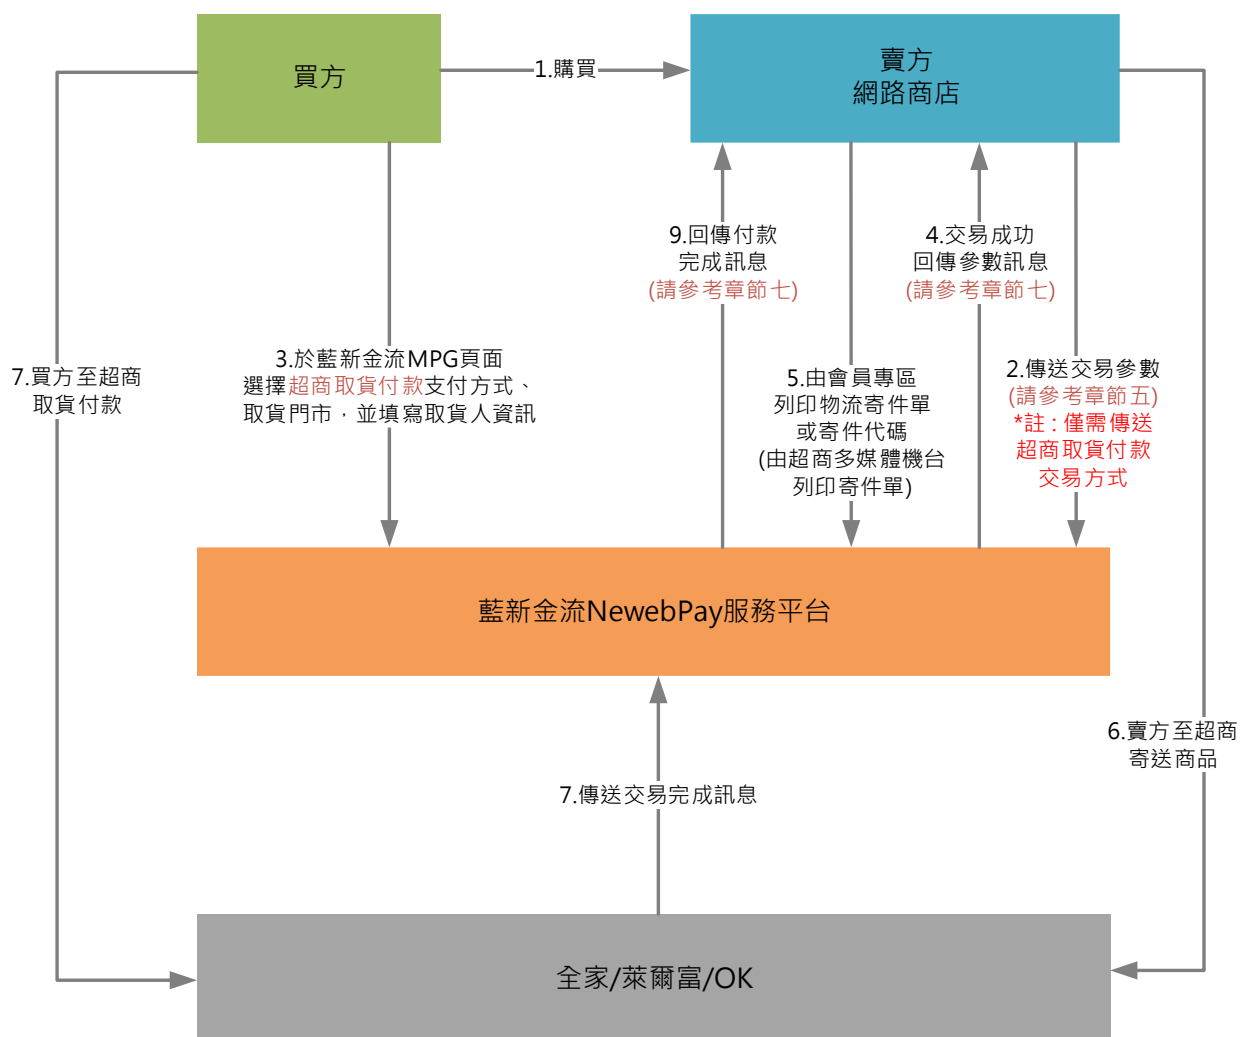 買方
1.購買
賣方
網路商店
9.回傳付款
完成訊息
(請參考章節七)
4.交易成功
回傳參數訊息
(請參考章節七)
3.於藍新金流MPG頁面
選擇超商取貨付款支付方式、
取貨門市，並填寫取貨人資訊
7.買方至超商
取貨付款
5.由會員專區
列印物流寄件單
或寄件代碼
(由超商多媒體機台
列印寄件單)
2.傳送交易參數
(請參考章節五)
*註：僅需傳送
超商取貨付款
交易方式
藍新金流NewebPay服務平台
6.賣方至超商
寄送商品
7.傳送交易完成訊息
全家/萊爾富/OK